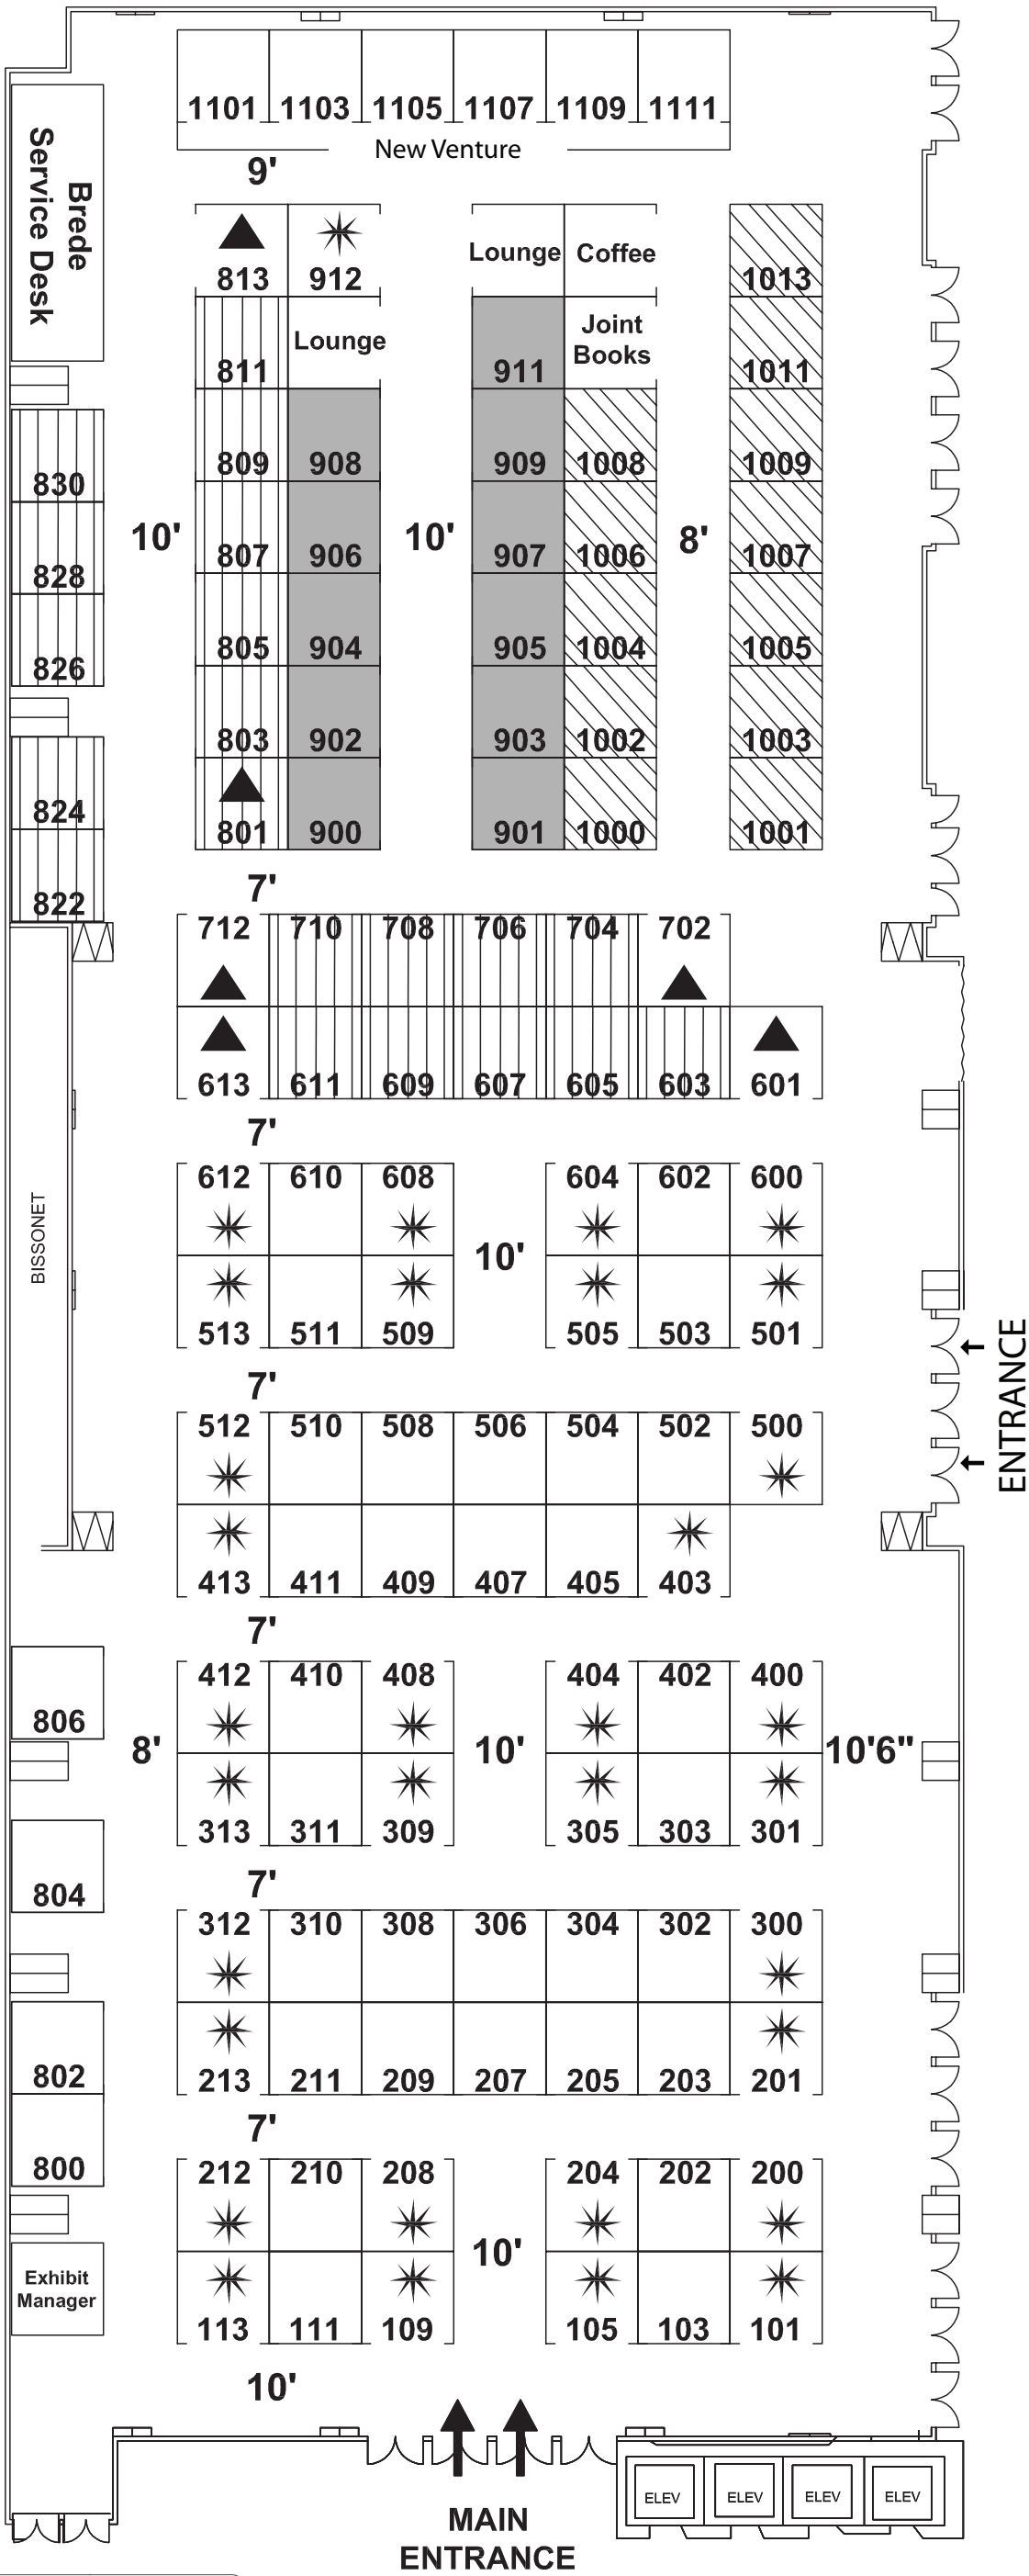 1101 1103 1105 1107 1109 1111
New Venture
Brede
Service Desk
9'
813 912 Lounge Coffee 1013
811 Lounge 911 Joint
Books 1011
830 809 908 909 1008 1009
10' 10' 8'
828 807 906 907 1006 1007
826 805 904 905 1004 1005
803 902 903 1002 1003
824 801 900 901 1000 1001
822
7'
712 710 708 706 704 702
613 611 609 607 605 603 601
7'
612 610 608 604 602 600
BISSONET
10'
513 511 509 505 503 501
ENTRANCE
7'
512 510 508 506 504 502 500
413 411 409 407 405 403
7'
412 410 408 404 402 400
806
8' 10' 10'6"
313 311 309 305 303 301
7'
804
312 310 308 306 304 302 300
802
213 211 209 207 205 203 201
7'
800
212 210 208 204 202 200
10'
Exhibit
Manager
113 111 109 105 103 101
10'
ELEV ELEV ELEV ELEV
MAIN
ENTRANCE